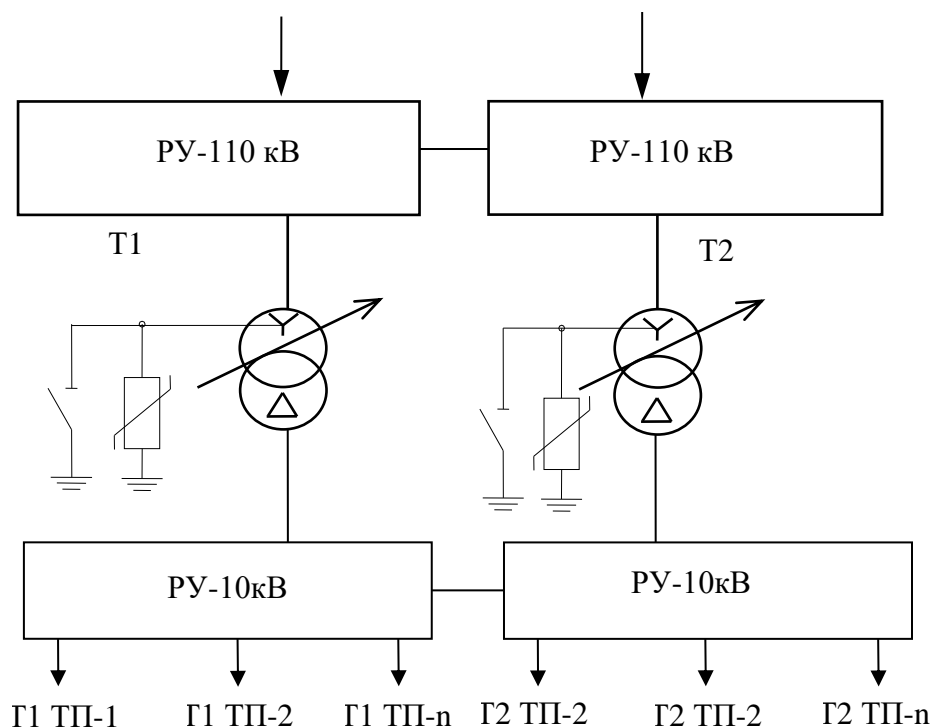 РУ-110 кВ
РУ-110 кВ
Т1
Т2
РУ-10кВ
РУ-10кВ
Г1 ТП-1
Г1 ТП-2
Г1 ТП-n
Г2 ТП-2
Г2 ТП-2
Г2 ТП-n